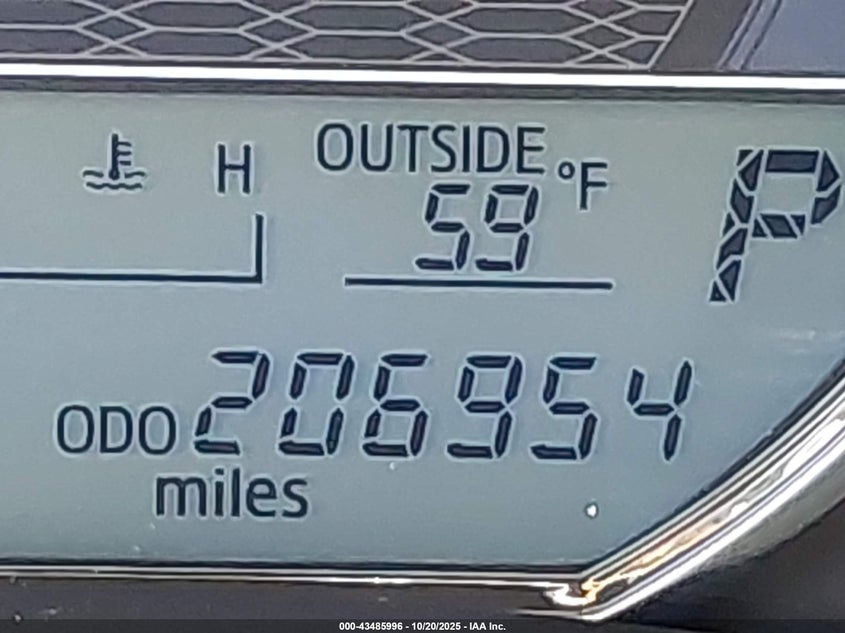 H
OUTSIDE
59 °F
P
ODO 206954
miles
000-43485996 - 10/20/2025 - IAA Inc.